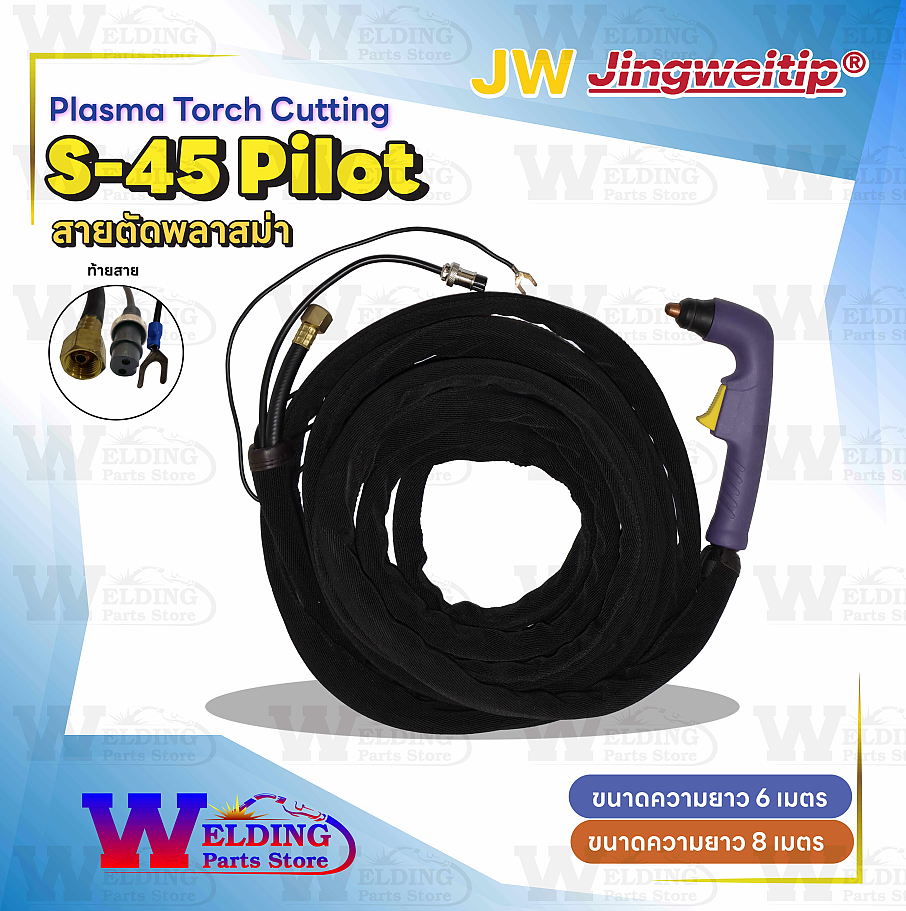 JW Jingweitip®
Plasma Torch Cutting
S-45 Pilot
สายตัดพลาสม่า
ท้ายสาย
ขนาดความยาว 6 เมตร
ขนาดความยาว 8 เมตร
WELDING
Parts Store